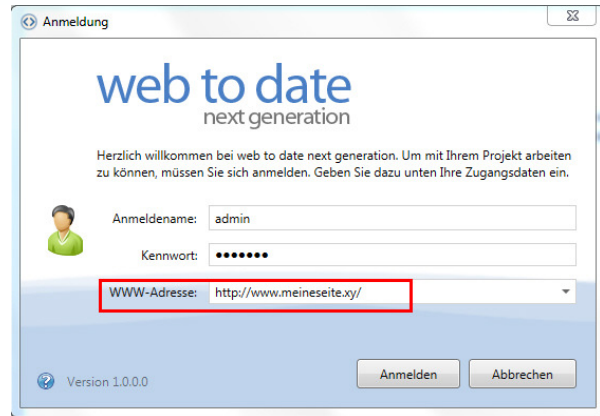 Anmeldung
web to date
next generation
Herzlich willkommen bei web to date next generation. Um mit Ihrem Projekt arbeiten
zu können, müssen Sie sich anmelden. Geben Sie dazu unten Ihre Zugangsdaten ein.
Anmeldename: admin
Kennwort: •••••••
WWW-Adresse: http://www.meineseite.xy/
Version 1.0.0.0
Anmelden Abbrechen